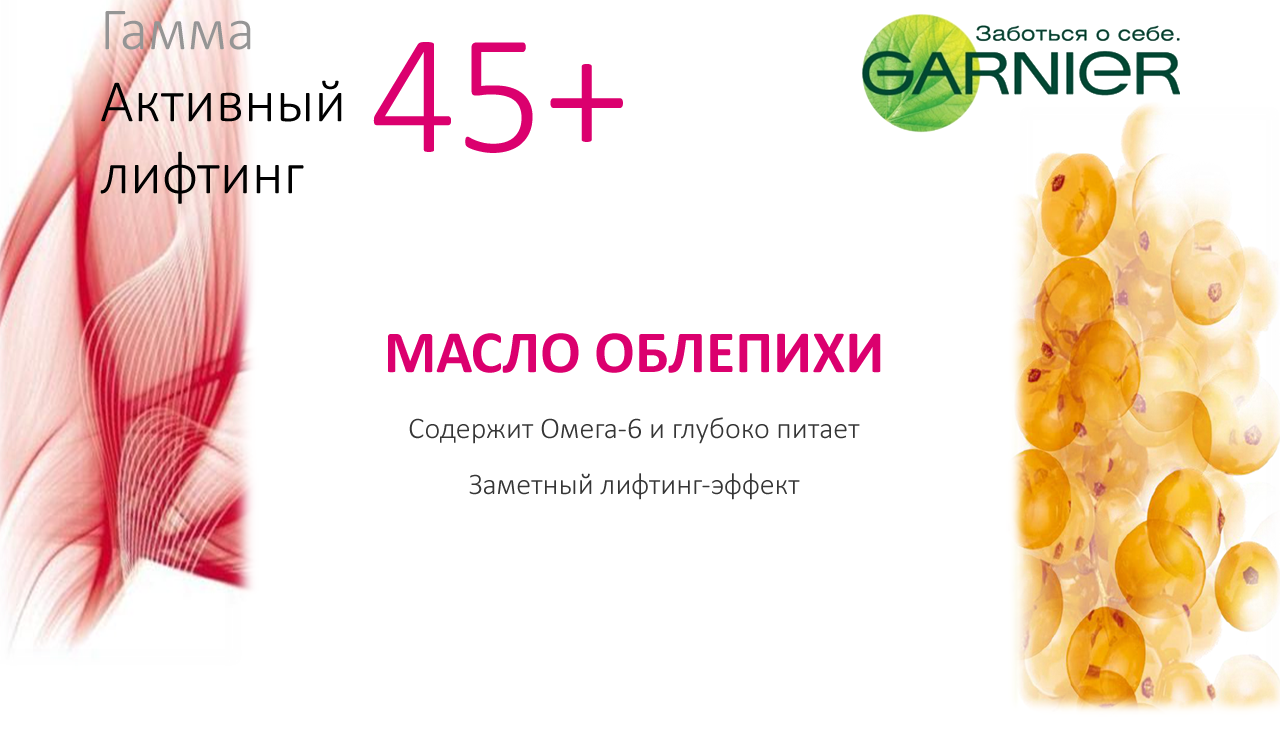 Гамма
Активный
лифтинг
45+
Заботься о себе.
GARNIER
МАСЛО ОБЛЕПИХИ
Содержит Омега-6 и глубоко питает
Заметный лифтинг-эффект